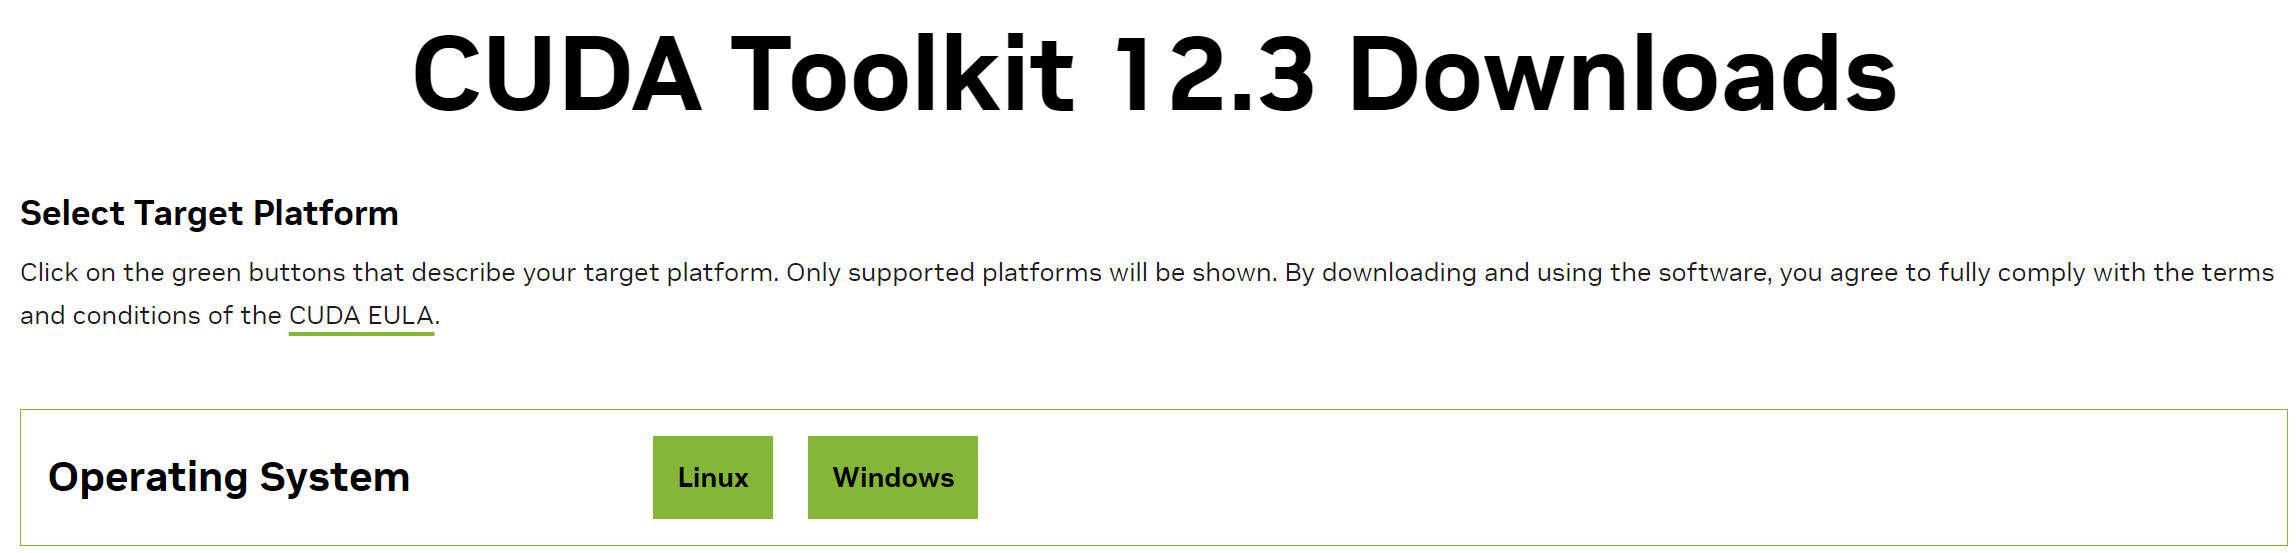 CUDA Toolkit 12.3 Downloads
Select Target Platform
Click on the green buttons that describe your target platform. Only supported platforms will be shown. By downloading and using the software, you agree to fully comply with the terms
and conditions of the CUDA EULA.
Operating System
Linux
Windows